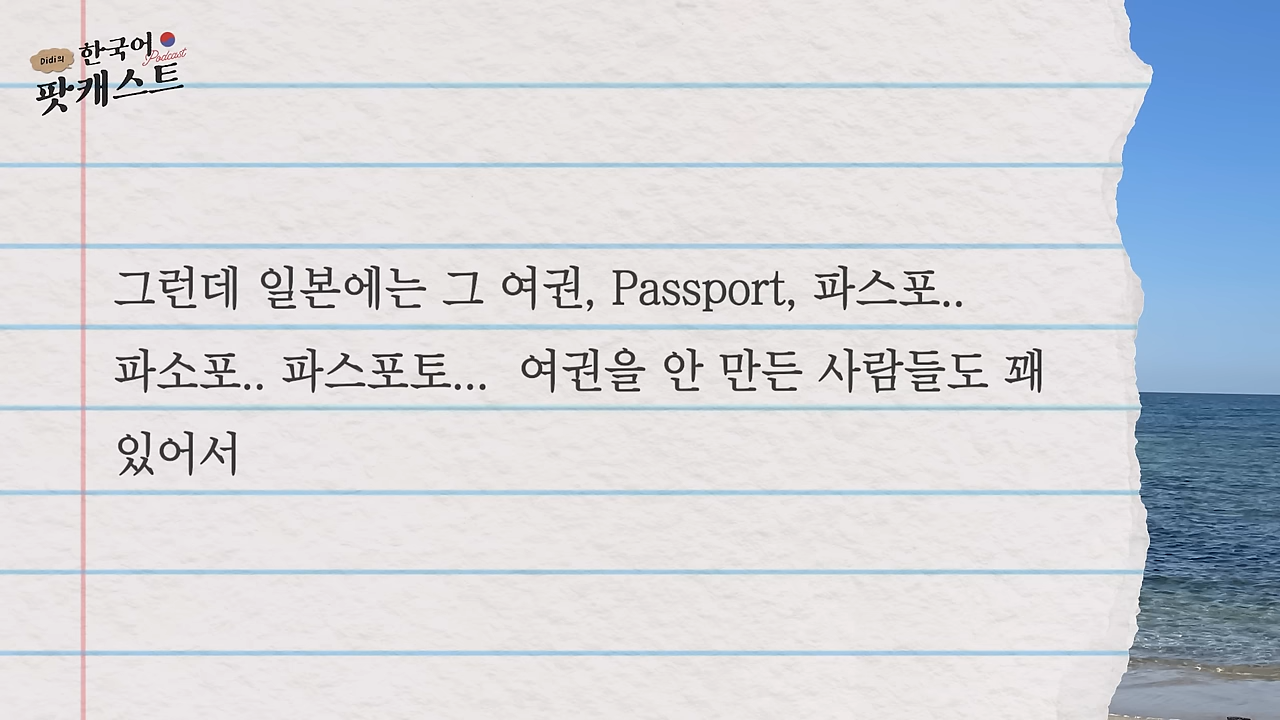 Didi의
한국어
Podcast
팟캐스트
그런데 일본에는 그 여권, Passport, 파스포..
파소포.. 파스포토... 여권을 안 만든 사람들도 꽤
있어서